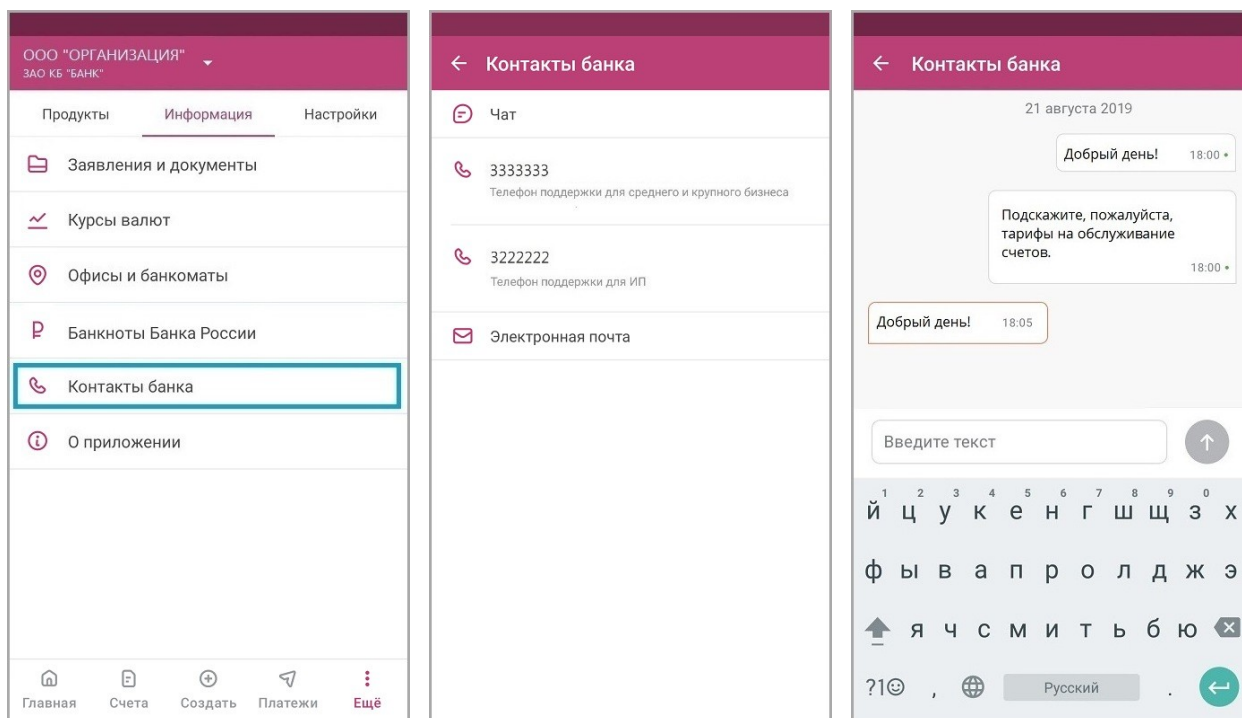 ООО "ОРГАНИЗАЦИЯ"
ЗАО КБ "БАНК"
Продукты Информация Настройки
Заявления и документы
Курсы валют
Офисы и банкоматы
Банкноты Банка России
Контакты банка
О приложении
Главная Счета Создать Платежи Ещё
Контакты банка
Чат
3333333
Телефон поддержки для среднего и крупного бизнеса
3222222
Телефон поддержки для ИП
Электронная почта
Контакты банка
21 августа 2019
Добрый день! 18:00
Подскажите, пожалуйста,
тарифы на обслуживание
счетов.
18:00
Добрый день! 18:05
Введите текст
1 2 3 4 5 6 7 8 9 0
й ц у к е н г ш щ з х
ф ы в а п р о л д ж э
я ч с м и т ь б ю
?1☺ , Русский .